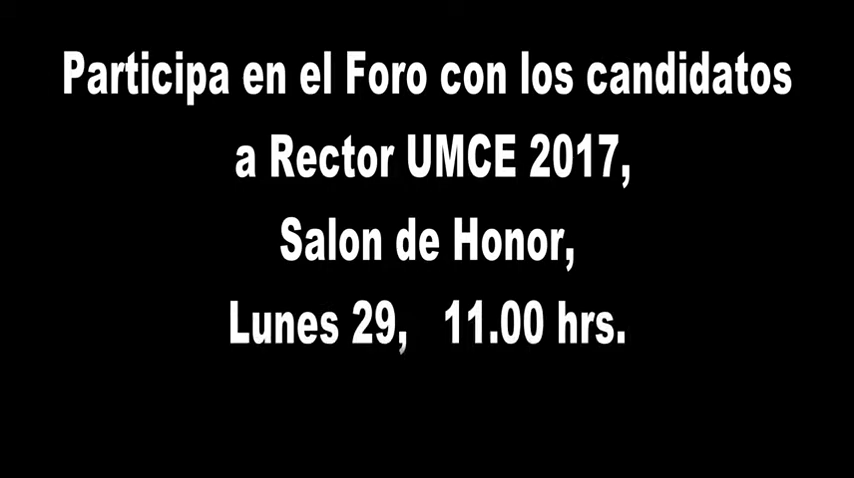 Participa en el Foro con los candidatos
a Rector UMCE 2017,
Salon de Honor,
Lunes 29, 11.00 hrs.